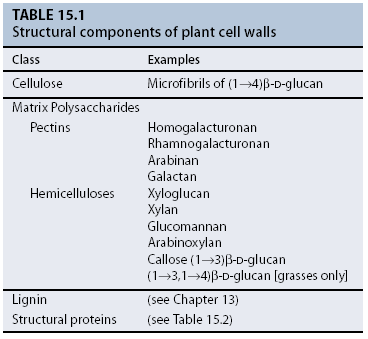 TABLE 15.1
Structural components of plant cell walls
Class Examples
Cellulose Microfibrils of (1→4)β-D-glucan
Matrix Polysaccharides
Pectins Homogalacturonan
Rhamnogalacturonan
Arabinan
Galactan
Hemicelluloses Xyloglucan
Xylan
Glucomannan
Arabinoxylan
Callose (1→3)β-D-glucan
(1→3,1→4)β-D-glucan [grasses only]
Lignin (see Chapter 13)
Structural proteins (see Table 15.2)